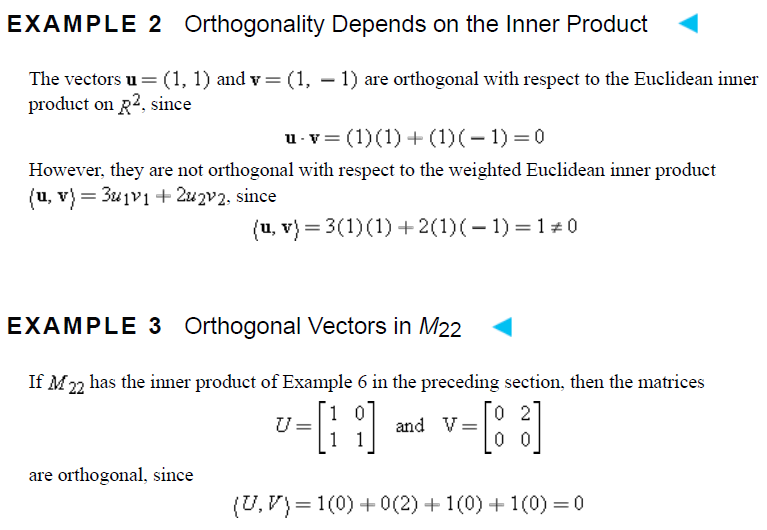 EXAMPLE 2 Orthogonality Depends on the Inner Product
The vectors u = (1, 1) and v = (1, − 1) are orthogonal with respect to the Euclidean inner
product on R², since
u · v = (1)(1) + (1)( − 1) = 0
However, they are not orthogonal with respect to the weighted Euclidean inner product
⟨u, v⟩ = 3u₁v₁ + 2u₂v₂, since
⟨u, v⟩ = 3(1)(1) + 2(1)( − 1) = 1 ≠ 0
EXAMPLE 3 Orthogonal Vectors in M22
If M₂₂ has the inner product of Example 6 in the preceding section, then the matrices
U = [1 0; 1 1] and V = [0 2; 0 0]
are orthogonal, since
⟨U, V⟩ = 1(0) + 0(2) + 1(0) + 1(0) = 0